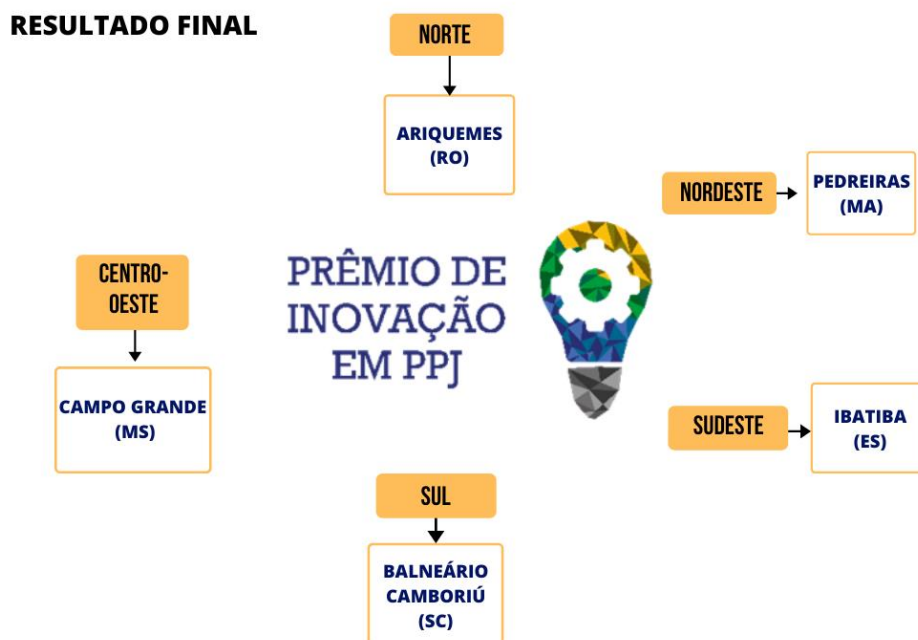 RESULTADO FINAL
NORTE
ARIQUEMES
(RO)
NORDESTE
PEDREIRAS
(MA)
CENTRO-
OESTE
CAMPO GRANDE
(MS)
PRÊMIO DE
INOVAÇÃO
EM PPJ
SUDESTE
IBATIBA
(ES)
SUL
BALNEÁRIO
CAMBORIÚ
(SC)